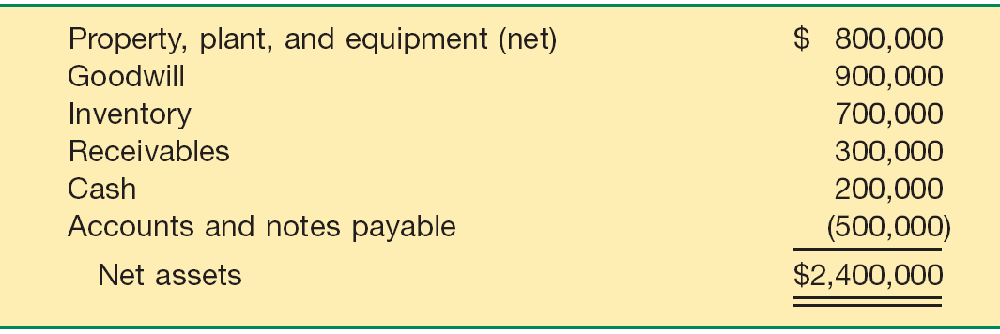 Property, plant, and equipment (net) $ 800,000
Goodwill 900,000
Inventory 700,000
Receivables 300,000
Cash 200,000
Accounts and notes payable (500,000)
Net assets $2,400,000